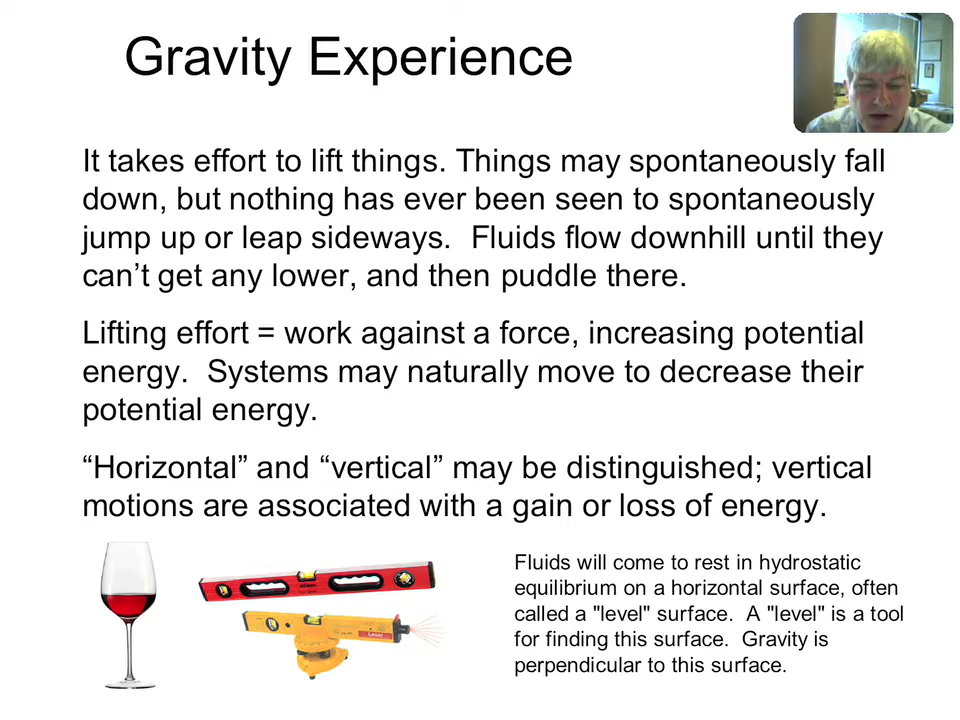 Gravity Experience
It takes effort to lift things. Things may spontaneously fall
down, but nothing has ever been seen to spontaneously
jump up or leap sideways.  Fluids flow downhill until they
can’t get any lower, and then puddle there.
Lifting effort = work against a force, increasing potential
energy.  Systems may naturally move to decrease their
potential energy.
“Horizontal” and “vertical” may be distinguished; vertical
motions are associated with a gain or loss of energy.
Fluids will come to rest in hydrostatic
equilibrium on a horizontal surface, often
called a "level" surface.  A "level" is a tool
for finding this surface.  Gravity is
perpendicular to this surface.
Laser